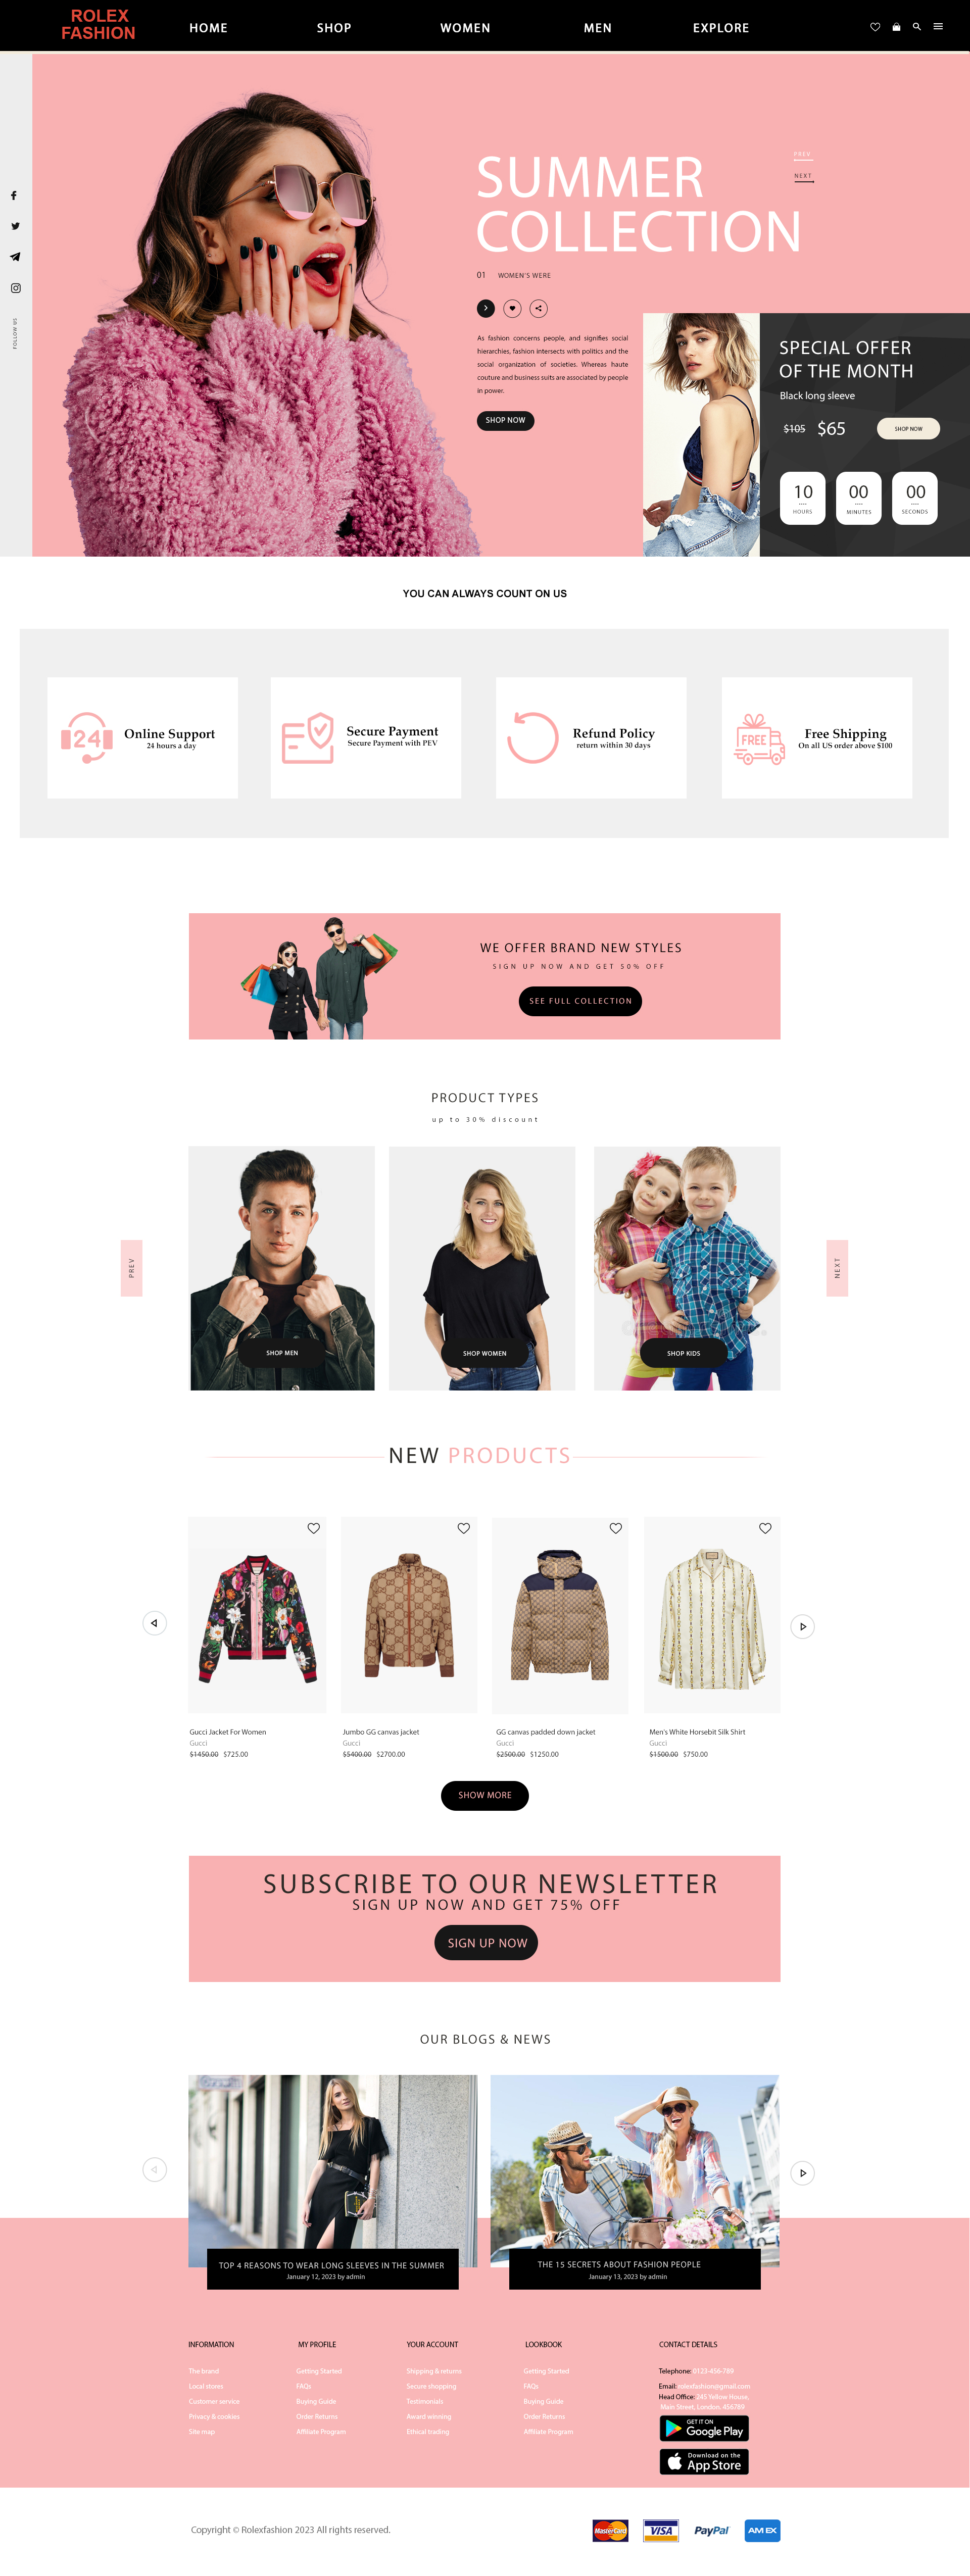 ROLEX
FASHION
HOME
SHOP
WOMEN
MEN
EXPLORE
FOLLOW US
SUMMER
COLLECTION
PREV
NEXT
01 WOMEN'S WERE
As fashion concerns people, and signifies social
hierarchies, fashion intersects with politics and the
social organization of societies. Whereas haute
couture and business suits are associated by people
in power.
SHOP NOW
SPECIAL OFFER
OF THE MONTH
Black long sleeve
$105 $65
SHOP NOW
10
HOURS
00
MINUTES
00
SECONDS
YOU CAN ALWAYS COUNT ON US
24
Online Support
24 hours a day
Secure Payment
Secure Payment with PEV
Refund Policy
return within 30 days
FREE
Free Shipping
On all US order above $100
WE OFFER BRAND NEW STYLES
SIGN UP NOW AND GET 50% OFF
SEE FULL COLLECTION
PRODUCT TYPES
up to 30% discount
PREV
SHOP MEN
SHOP WOMEN
SHOP KIDS
NEXT
NEW PRODUCTS
Gucci Jacket For Women
Gucci
$1450.00 $725.00
Jumbo GG canvas jacket
Gucci
$5400.00 $2700.00
GG canvas padded down jacket
Gucci
$2500.00 $1250.00
Men's White Horsebit Silk Shirt
Gucci
$1500.00 $750.00
SHOW MORE
SUBSCRIBE TO OUR NEWSLETTER
SIGN UP NOW AND GET 75% OFF
SIGN UP NOW
OUR BLOGS & NEWS
TOP 4 REASONS TO WEAR LONG SLEEVES IN THE SUMMER
January 12, 2023 by admin
THE 15 SECRETS ABOUT FASHION PEOPLE
January 13, 2023 by admin
INFORMATION
The brand
Local stores
Customer service
Privacy & cookies
Site map
MY PROFILE
Getting Started
FAQs
Buying Guide
Order Returns
Affiliate Program
YOUR ACCOUNT
Shipping & returns
Secure shopping
Testimonials
Award winning
Ethical trading
LOOKBOOK
Getting Started
FAQs
Buying Guide
Order Returns
Affiliate Program
CONTACT DETAILS
Telephone: 0123-456-789
Email: rolexfashion@gmail.com
Head Office: 245 Yellow House,
Main Street, London. 456789
GET IT ON
Google Play
Download on the
App Store
Copyright © Rolexfashion 2023 All rights reserved.
MasterCard
VISA
PayPal
AM EX